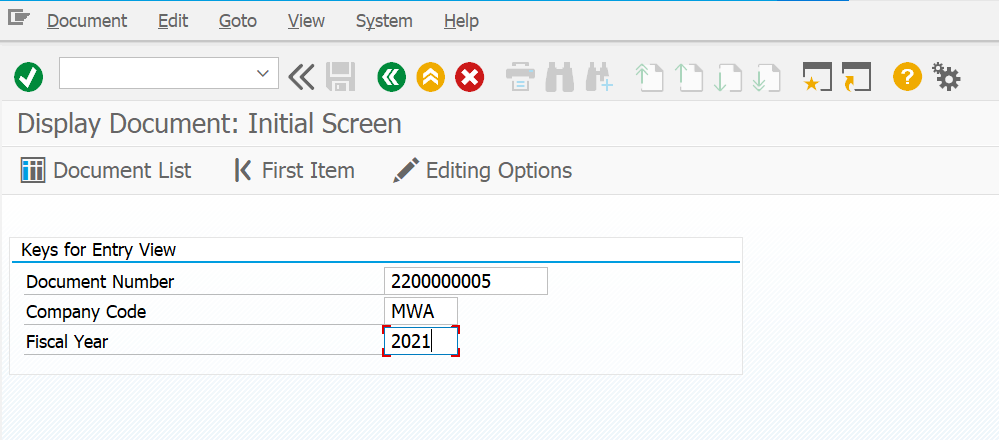 Document Edit Goto View System Help
Display Document: Initial Screen
Document List First Item Editing Options
Keys for Entry View
Document Number 2200000005
Company Code MWA
Fiscal Year 2021